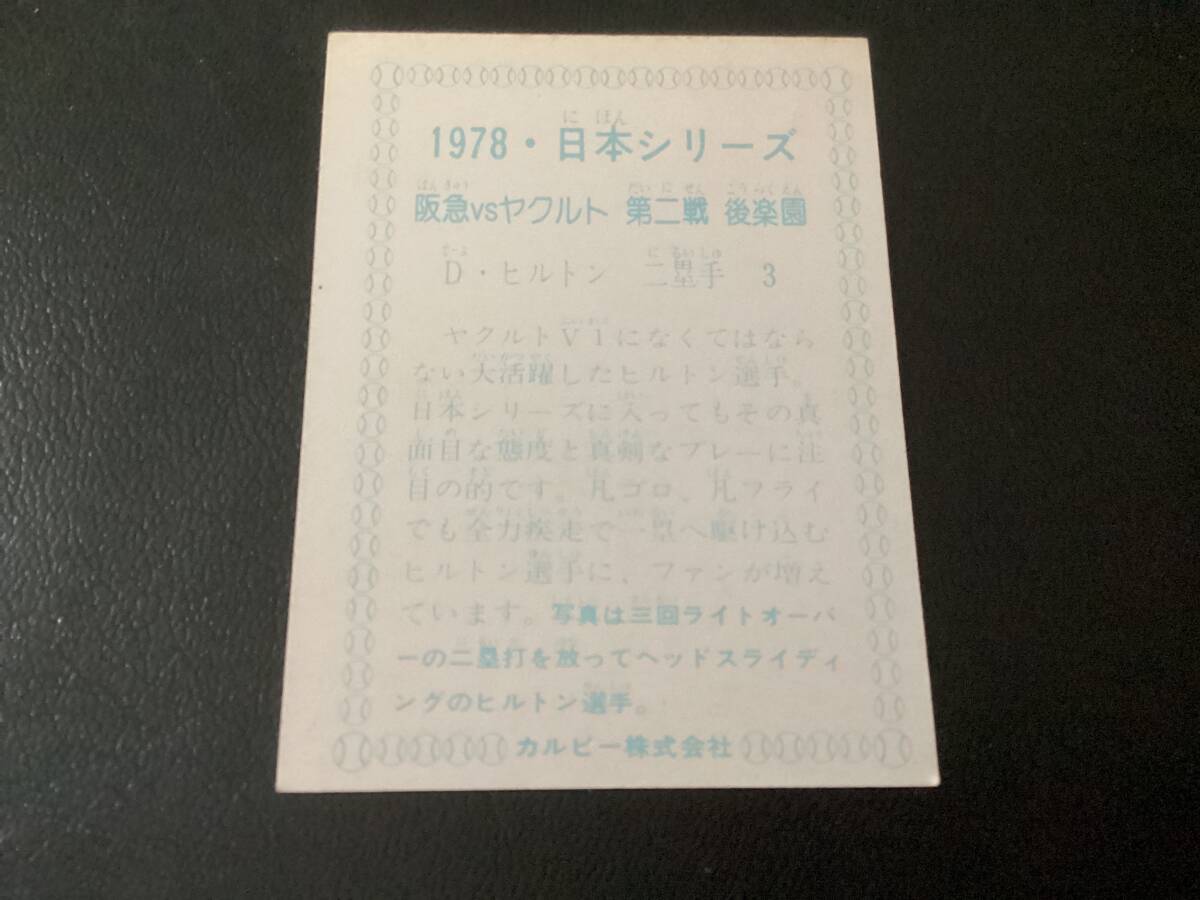 1978・日本シリーズ
阪急vsヤクルト 第二戦 後楽園
D・ヒルトン 二塁手 3
ヤクルトV1になくてはなら
ない大活躍したヒルトン選手。
日本シリーズに入ってもその真
面目な態度と真剣なプレーに注
目の的です。凡ゴロ、凡フライ
でも全力疾走で一塁へ駆け込む
ヒルトン選手に、ファンが増え
ています。写真は三回ライトオーバ
ーの二塁打を放ってヘッドスライディ
ングのヒルトン選手。
カルビー株式会社